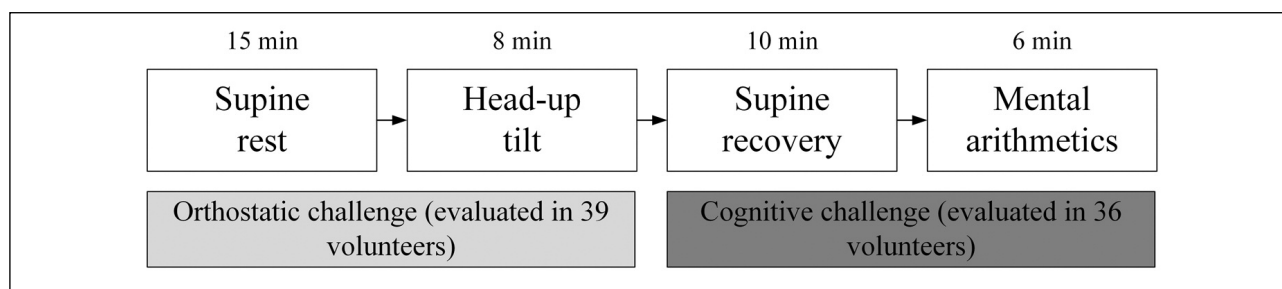 15 min 8 min 10 min 6 min
Supine rest
Head-up tilt
Supine recovery
Mental arithmetics
Orthostatic challenge (evaluated in 39
volunteers)
Cognitive challenge (evaluated in 36
volunteers)